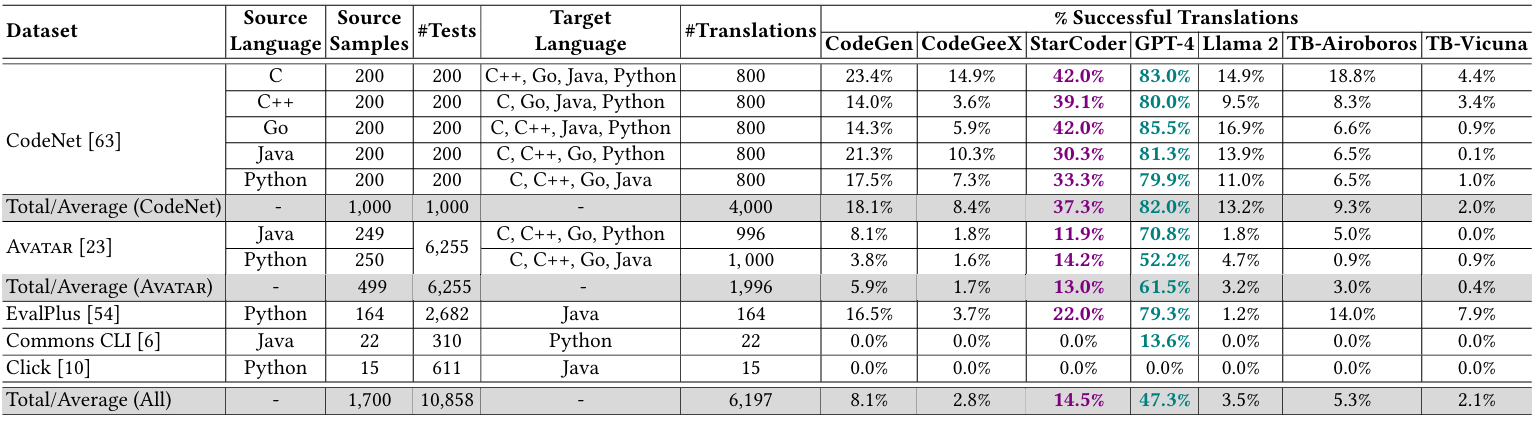 Dataset Source Language Source Samples #Tests Target Language #Translations % Successful Translations
CodeGen CodeGeeX StarCoder GPT-4 Llama 2 TB-Airoboros TB-Vicuna
CodeNet [63] C 200 200 C++, Go, Java, Python 800 23.4% 14.9% 42.0% 83.0% 14.9% 18.8% 4.4%
C++ 200 200 C, Go, Java, Python 800 14.0% 3.6% 39.1% 80.0% 9.5% 8.3% 3.4%
Go 200 200 C, C++, Java, Python 800 14.3% 5.9% 42.0% 85.5% 16.9% 6.6% 0.9%
Java 200 200 C, C++, Go, Python 800 21.3% 10.3% 30.3% 81.3% 13.9% 6.5% 0.1%
Python 200 200 C, C++, Go, Java 800 17.5% 7.3% 33.3% 79.9% 11.0% 6.5% 1.0%
Total/Average (CodeNet) - 1,000 1,000 - 4,000 18.1% 8.4% 37.3% 82.0% 13.2% 9.3% 2.0%
Avatar [23] Java 249 6,255 C, C++, Go, Python 996 8.1% 1.8% 11.9% 70.8% 1.8% 5.0% 0.0%
Python 250 C, C++, Go, Java 1,000 3.8% 1.6% 14.2% 52.2% 4.7% 0.9% 0.9%
Total/Average (Avatar) - 499 6,255 - 1,996 5.9% 1.7% 13.0% 61.5% 3.2% 3.0% 0.4%
EvalPlus [54] Python 164 2,682 Java 164 16.5% 3.7% 22.0% 79.3% 1.2% 14.0% 7.9%
Commons CLI [6] Java 22 310 Python 22 0.0% 0.0% 0.0% 13.6% 0.0% 0.0% 0.0%
Click [10] Python 15 611 Java 15 0.0% 0.0% 0.0% 0.0% 0.0% 0.0% 0.0%
Total/Average (All) - 1,700 10,858 - 6,197 8.1% 2.8% 14.5% 47.3% 3.5% 5.3% 2.1%